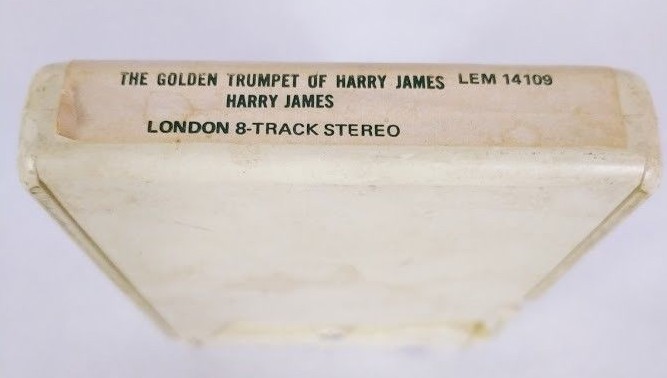 THE GOLDEN TRUMPET OF HARRY JAMES LEM 14109
HARRY JAMES
LONDON 8-TRACK STEREO